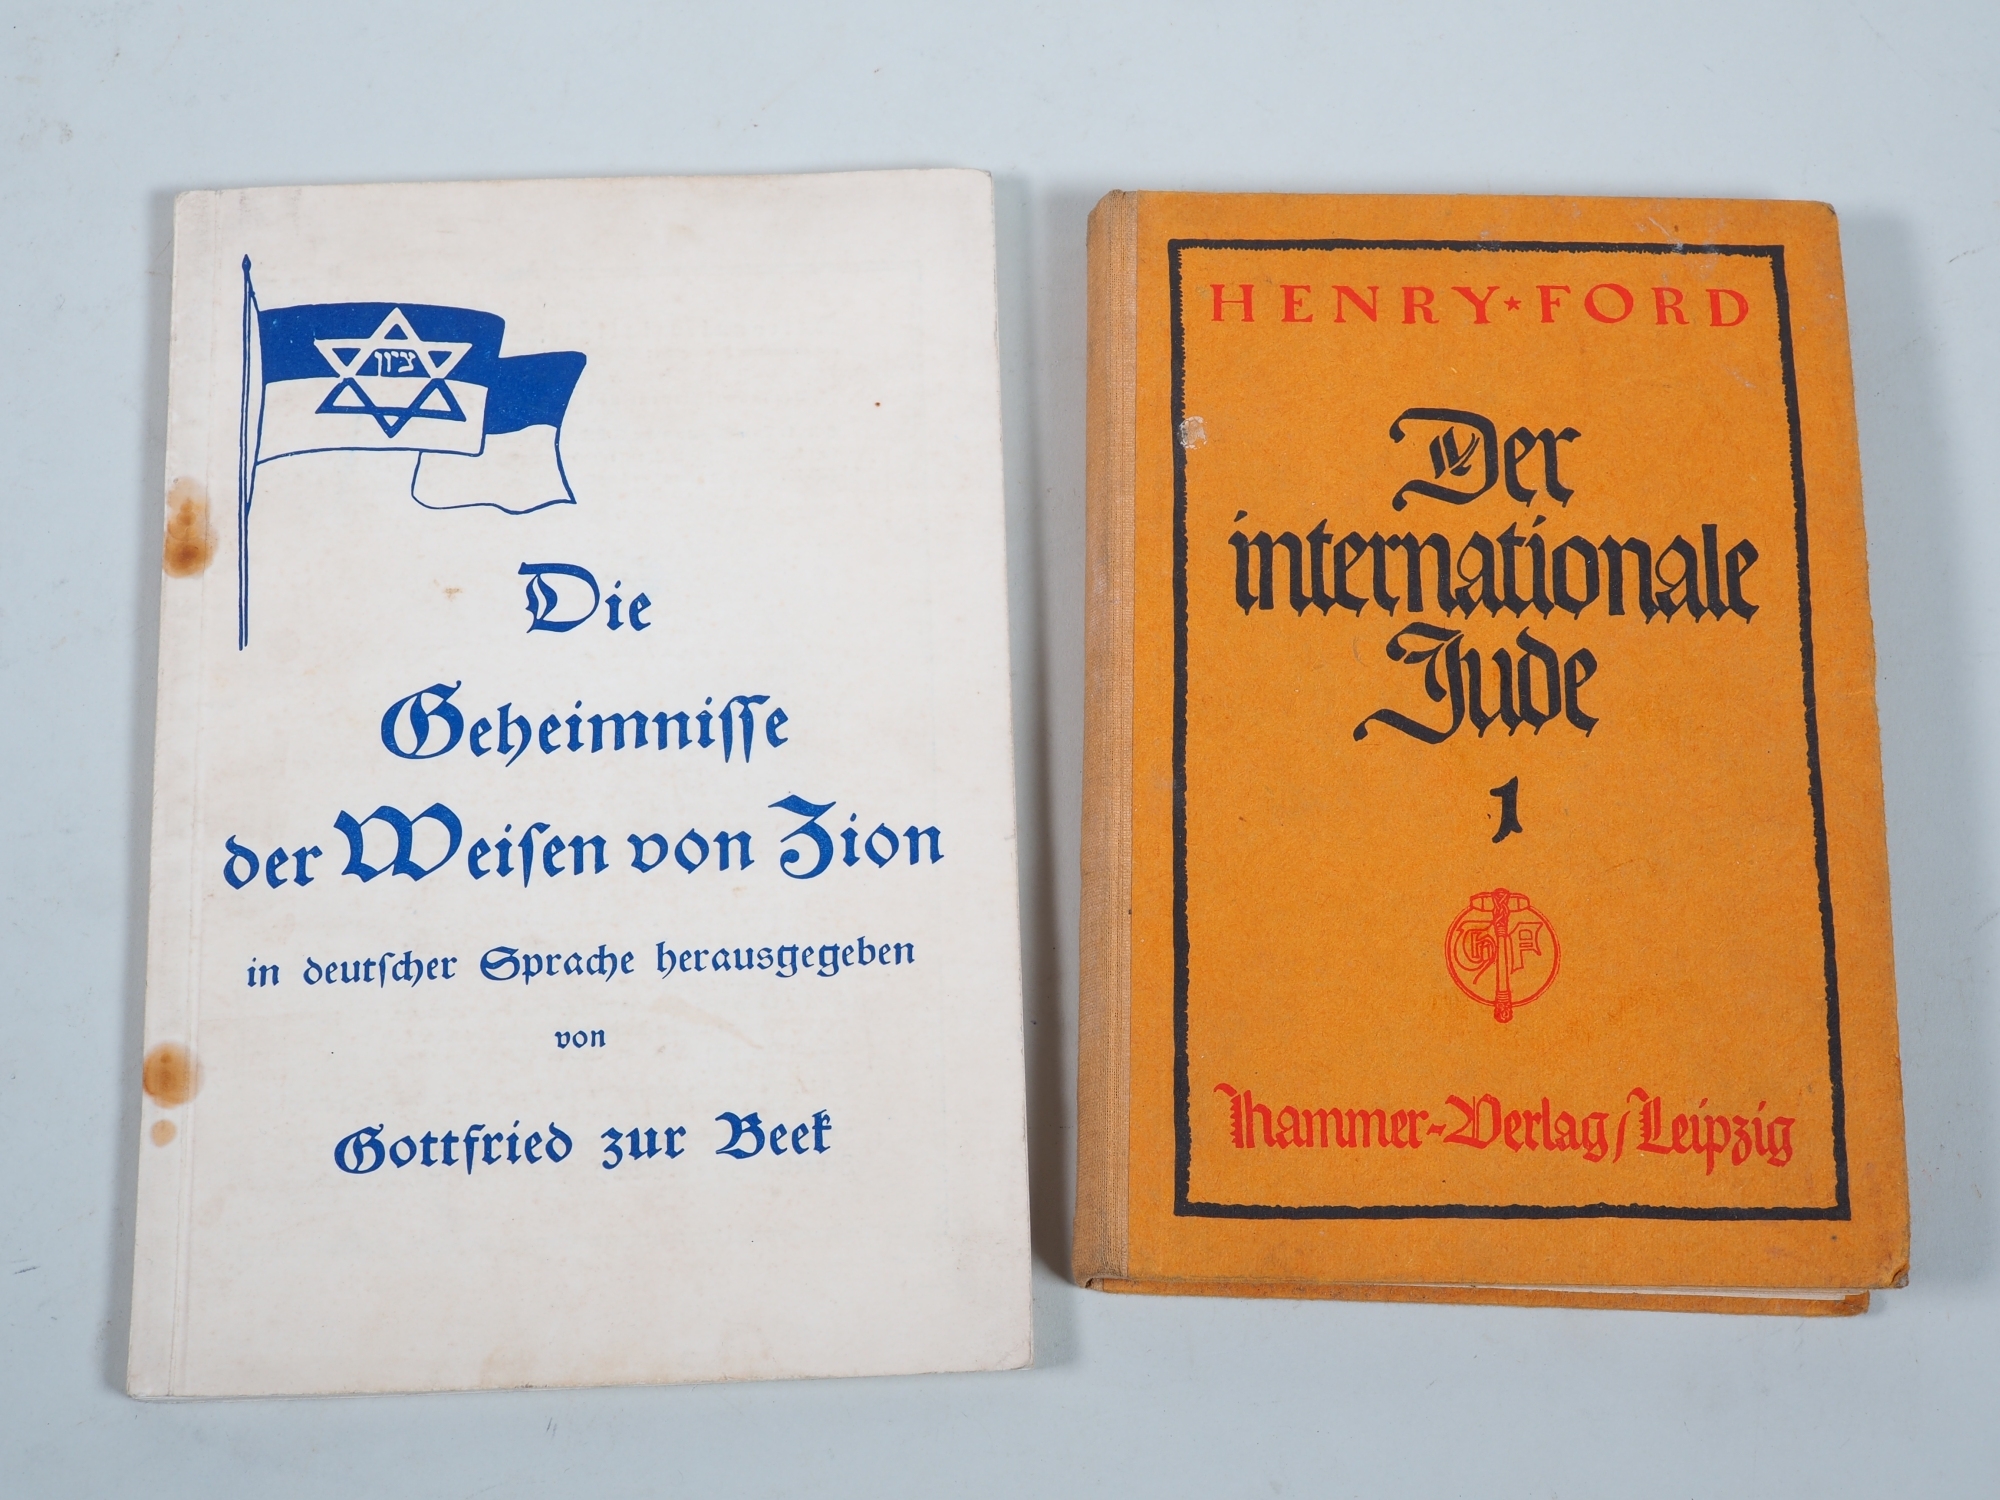 ציון
Die
Geheimniſſe
der Weiſen von Zion
in deutſcher Sprache herausgegeben
von
Gottfried zur Beek
HENRY★FORD
Der
internationale
Jude
1
Hammer-Verlag/Leipzig